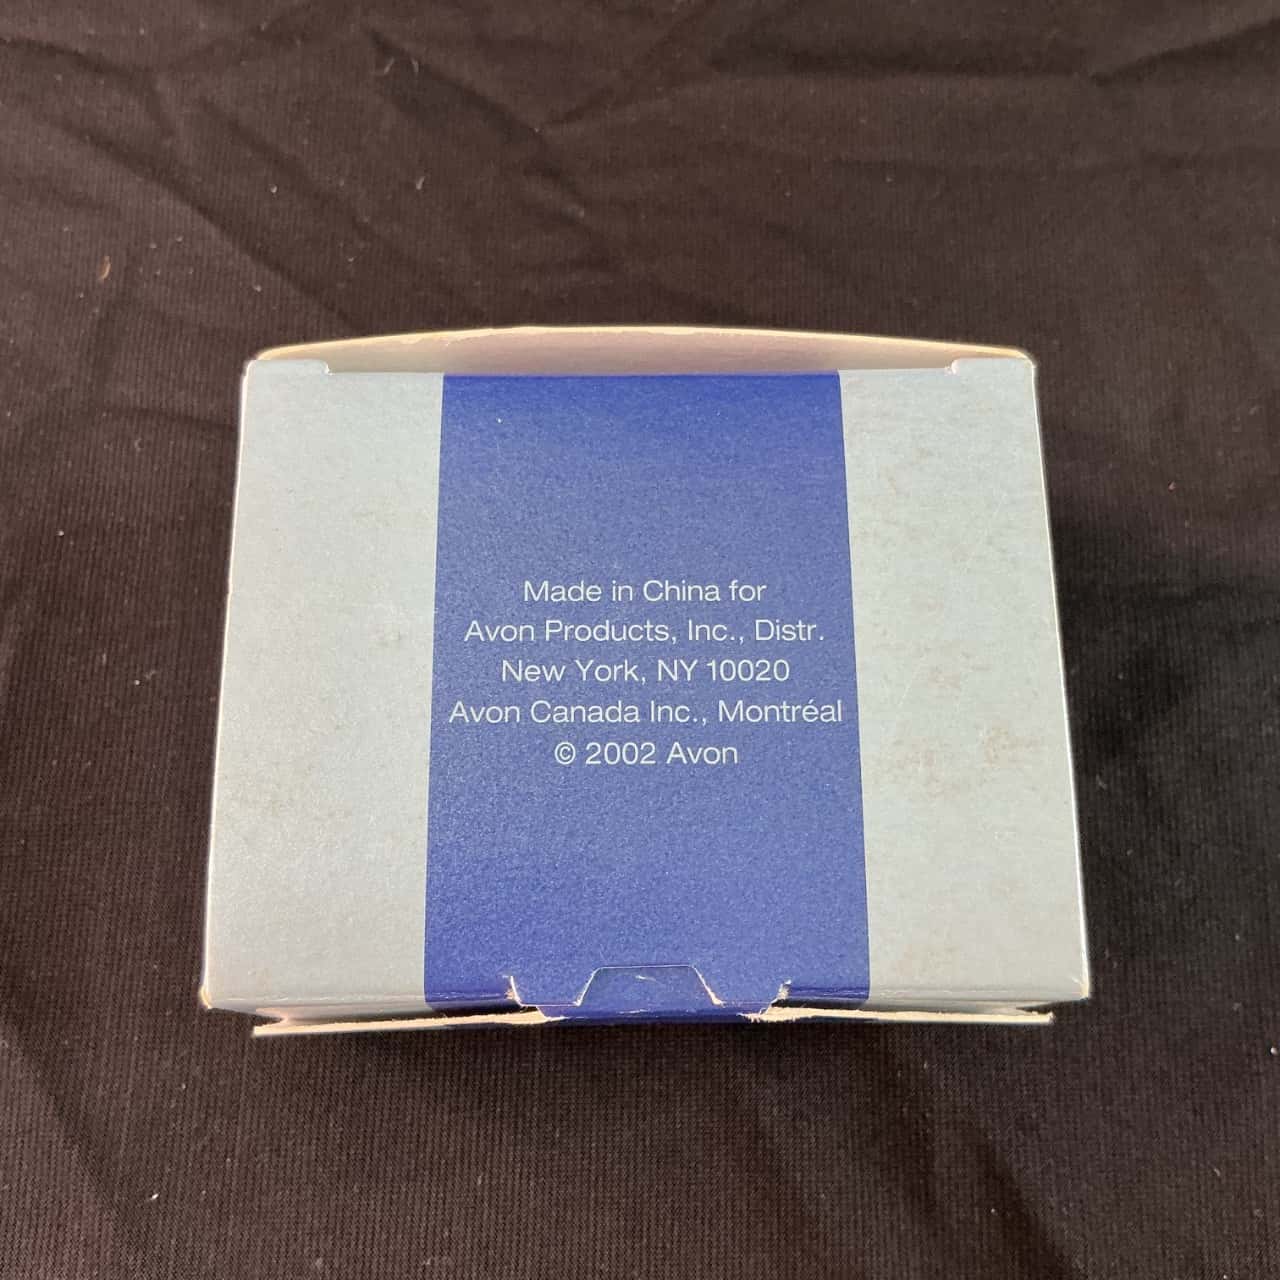 Made in China for
Avon Products, Inc., Distr.
New York, NY 10020
Avon Canada Inc., Montréal
© 2002 Avon